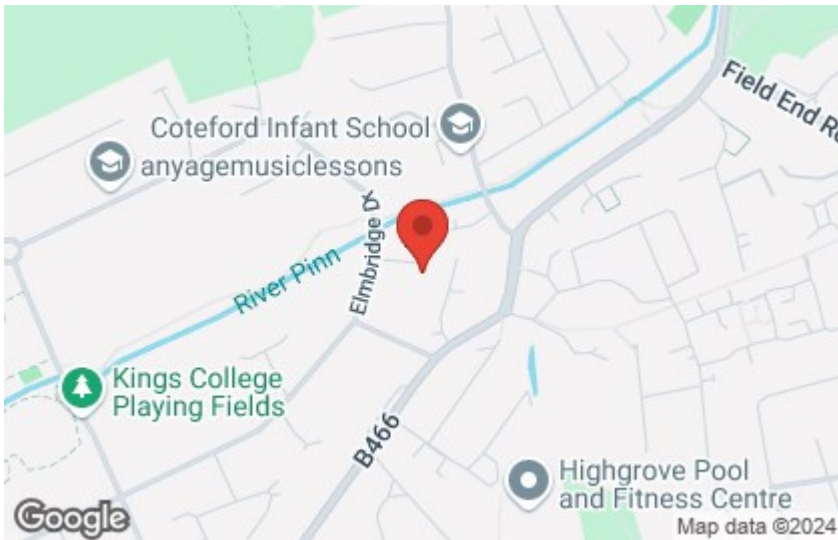 Field End Ro
Coteford Infant School
anyagemusiclessons
Elmbridge Dr
River Pinn
Kings College
Playing Fields
B466
Highgrove Pool
and Fitness Centre
Google
Map data ©2024